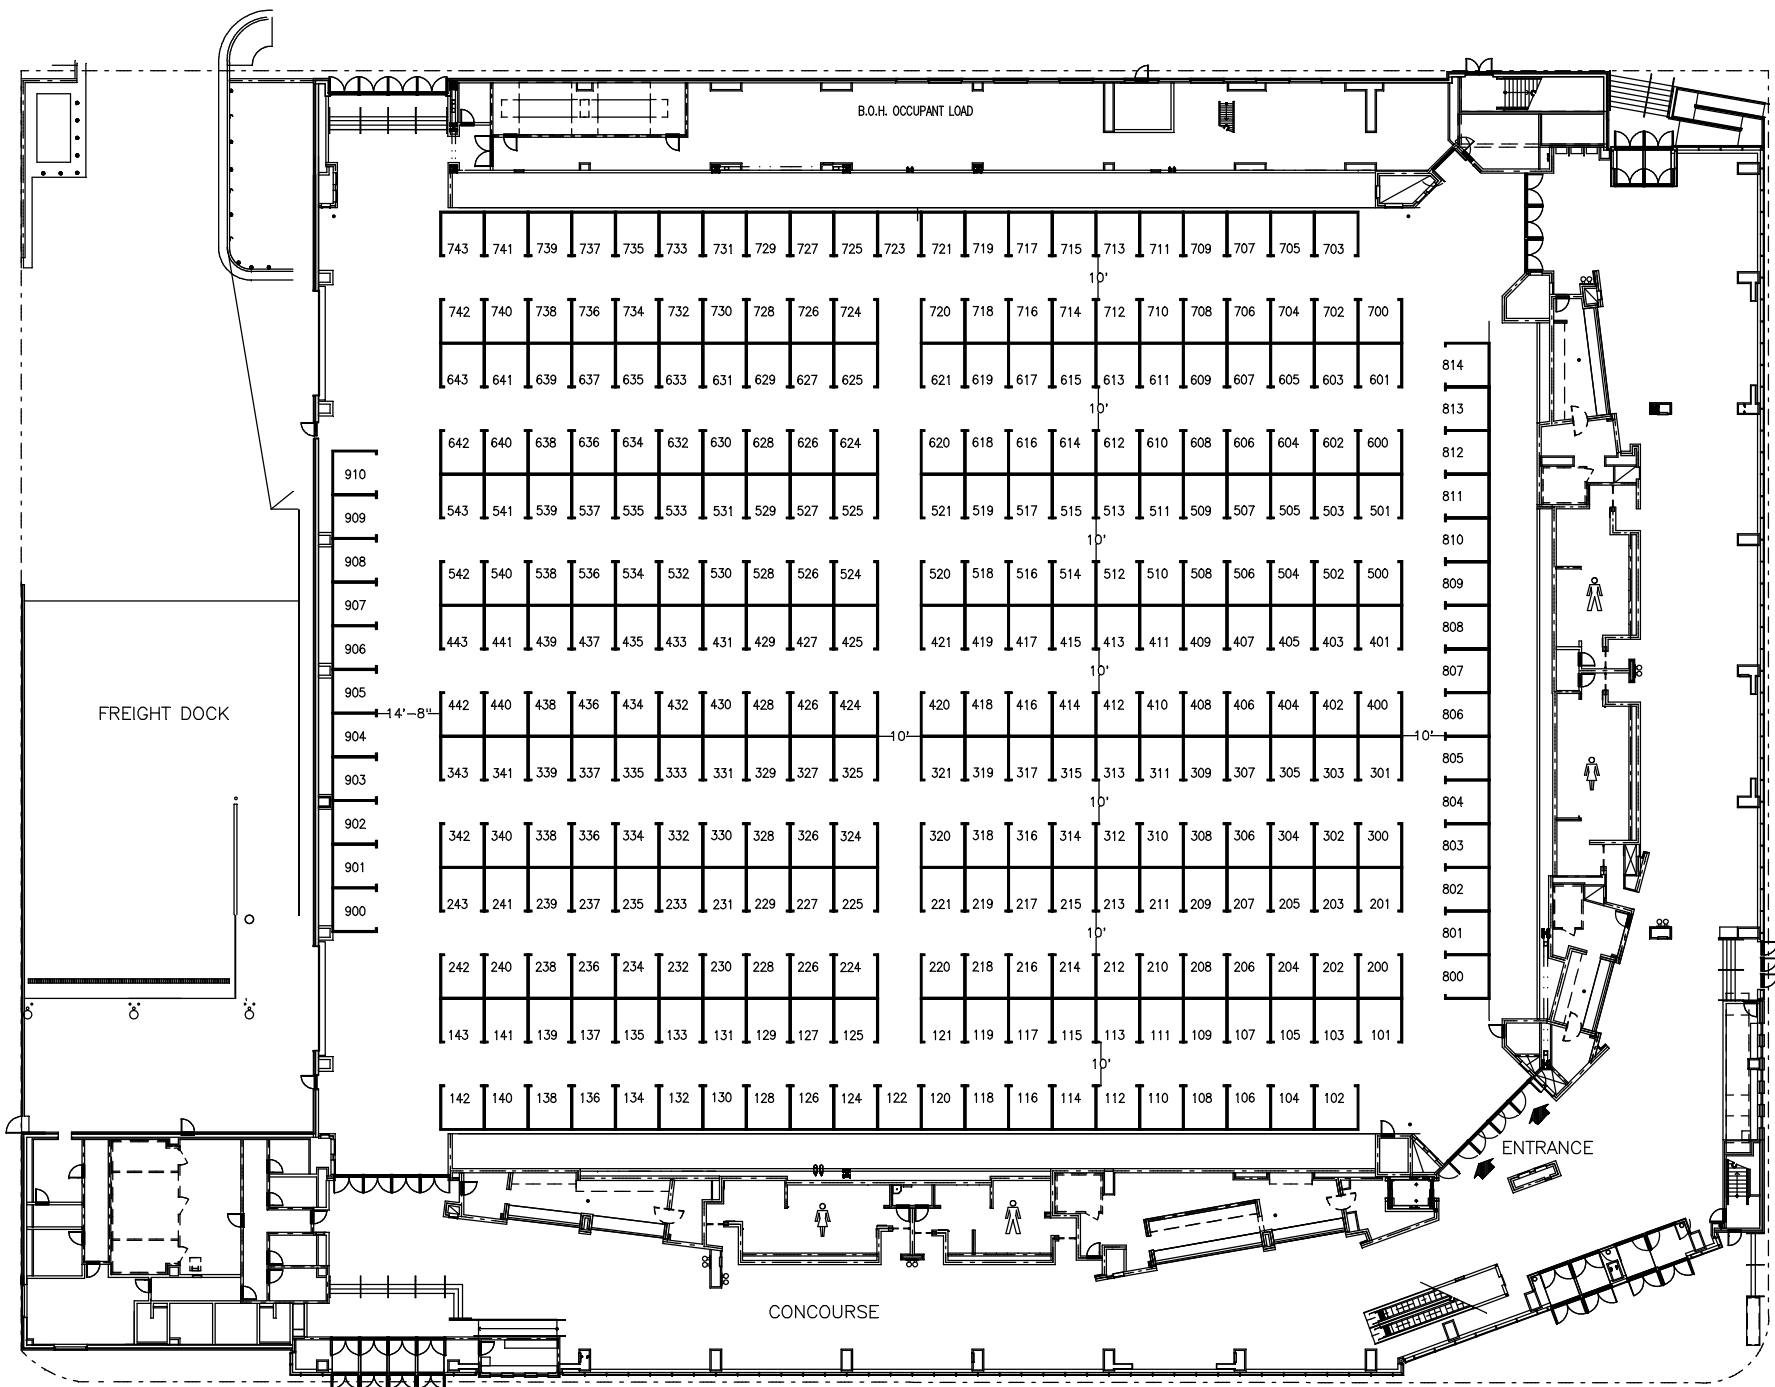 B.O.H. OCCUPANT LOAD
743 741 739 737 735 733 731 729 727 725 723 721 719 717 715 713 711 709 707 705 703
10'
742 740 738 736 734 732 730 728 726 724 720 718 716 714 712 710 708 706 704 702 700
814
643 641 639 637 635 633 631 629 627 625 621 619 617 615 613 611 609 607 605 603 601
10' 813
642 640 638 636 634 632 630 628 626 624 620 618 616 614 612 610 608 606 604 602 600
812
910
811
543 541 539 537 535 533 531 529 527 525 521 519 517 515 513 511 509 507 505 503 501
909
10' 810
908
542 540 538 536 534 532 530 528 526 524 520 518 516 514 512 510 508 506 504 502 500
809
907
808
443 441 439 437 435 433 431 429 427 425 421 419 417 415 413 411 409 407 405 403 401
906
10' 807
905
442 440 438 436 434 432 430 428 426 424 420 418 416 414 412 410 408 406 404 402 400
FREIGHT DOCK 14'-8" 806
904 10' 10'
805
343 341 339 337 335 333 331 329 327 325 321 319 317 315 313 311 309 307 305 303 301
903
10' 804
902
342 340 338 336 334 332 330 328 326 324 320 318 316 314 312 310 308 306 304 302 300
803
901
802
243 241 239 237 235 233 231 229 227 225 221 219 217 215 213 211 209 207 205 203 201
900
10' 801
242 240 238 236 234 232 230 228 226 224 220 218 216 214 212 210 208 206 204 202 200
800
143 141 139 137 135 133 131 129 127 125 121 119 117 115 113 111 109 107 105 103 101
10'
142 140 138 136 134 132 130 128 126 124 122 120 118 116 114 112 110 108 106 104 102
ENTRANCE
CONCOURSE